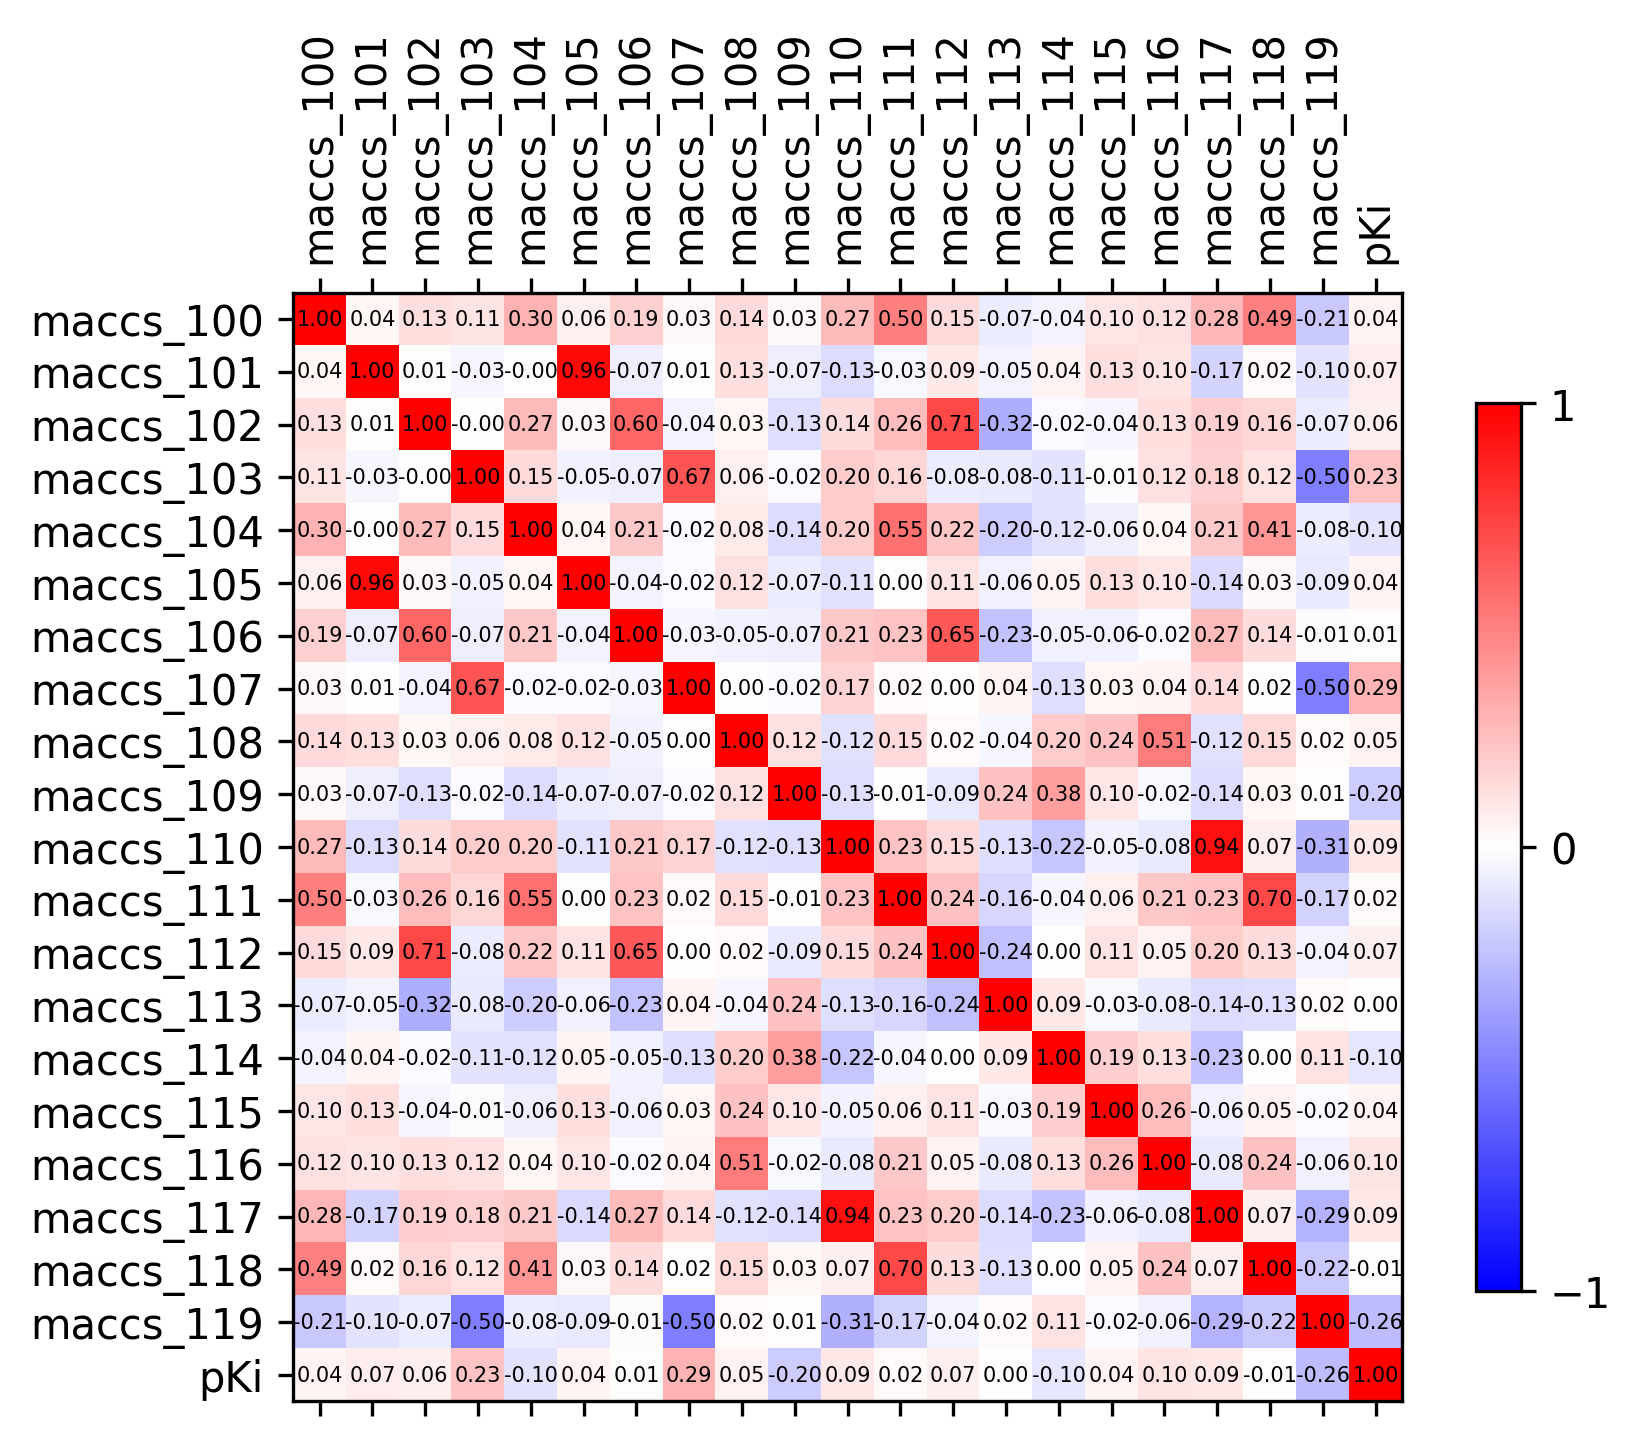 maccs_100 maccs_101 maccs_102 maccs_103 maccs_104 maccs_105 maccs_106 maccs_107 maccs_108 maccs_109 maccs_110 maccs_111 maccs_112 maccs_113 maccs_114 maccs_115 maccs_116 maccs_117 maccs_118 maccs_119 pKi
maccs_100 1.00 0.04 0.13 0.11 0.30 0.06 0.19 0.03 0.14 0.03 0.27 0.50 0.15 -0.07 -0.04 0.10 0.12 0.28 0.49 -0.21 0.04
maccs_101 0.04 1.00 0.01 -0.03 -0.00 0.96 -0.07 0.01 0.13 -0.07 -0.13 -0.03 0.09 -0.05 0.04 0.13 0.10 -0.17 0.02 -0.10 0.07
maccs_102 0.13 0.01 1.00 -0.00 0.27 0.03 0.60 -0.04 0.03 -0.13 0.14 0.26 0.71 -0.32 -0.02 -0.04 0.13 0.19 0.16 -0.07 0.06
maccs_103 0.11 -0.03 -0.00 1.00 0.15 -0.05 -0.07 0.67 0.06 -0.02 0.20 0.16 -0.08 -0.08 -0.11 -0.01 0.12 0.18 0.12 -0.50 0.23
maccs_104 0.30 -0.00 0.27 0.15 1.00 0.04 0.21 -0.02 0.08 -0.14 0.20 0.55 0.22 -0.20 -0.12 -0.06 0.04 0.21 0.41 -0.08 -0.10
maccs_105 0.06 0.96 0.03 -0.05 0.04 1.00 -0.04 -0.02 0.12 -0.07 -0.11 0.00 0.11 -0.06 0.05 0.13 0.10 -0.14 0.03 -0.09 0.04
maccs_106 0.19 -0.07 0.60 -0.07 0.21 -0.04 1.00 -0.03 -0.05 -0.07 0.21 0.23 0.65 -0.23 -0.05 -0.06 -0.02 0.27 0.14 -0.01 0.01
maccs_107 0.03 0.01 -0.04 0.67 -0.02 -0.02 -0.03 1.00 0.00 -0.02 0.17 0.02 0.00 0.04 -0.13 0.03 0.04 0.14 0.02 -0.50 0.29
maccs_108 0.14 0.13 0.03 0.06 0.08 0.12 -0.05 0.00 1.00 0.12 -0.12 0.15 0.02 -0.04 0.20 0.24 0.51 -0.12 0.15 0.02 0.05
maccs_109 0.03 -0.07 -0.13 -0.02 -0.14 -0.07 -0.07 -0.02 0.12 1.00 -0.13 -0.01 -0.09 0.24 0.38 0.10 -0.02 -0.14 0.03 0.01 -0.20
maccs_110 0.27 -0.13 0.14 0.20 0.20 -0.11 0.21 0.17 -0.12 -0.13 1.00 0.23 0.15 -0.13 -0.22 -0.05 -0.08 0.94 0.07 -0.31 0.09
maccs_111 0.50 -0.03 0.26 0.16 0.55 0.00 0.23 0.02 0.15 -0.01 0.23 1.00 0.24 -0.16 -0.04 0.06 0.21 0.23 0.70 -0.17 0.02
maccs_112 0.15 0.09 0.71 -0.08 0.22 0.11 0.65 0.00 0.02 -0.09 0.15 0.24 1.00 -0.24 0.00 0.11 0.05 0.20 0.13 -0.04 0.07
maccs_113 -0.07 -0.05 -0.32 -0.08 -0.20 -0.06 -0.23 0.04 -0.04 0.24 -0.13 -0.16 -0.24 1.00 0.09 -0.03 -0.08 -0.14 -0.13 0.02 0.00
maccs_114 -0.04 0.04 -0.02 -0.11 -0.12 0.05 -0.05 -0.13 0.20 0.38 -0.22 -0.04 0.00 0.09 1.00 0.19 0.13 -0.23 0.00 0.11 -0.10
maccs_115 0.10 0.13 -0.04 -0.01 -0.06 0.13 -0.06 0.03 0.24 0.10 -0.05 0.06 0.11 -0.03 0.19 1.00 0.26 -0.06 0.05 -0.02 0.04
maccs_116 0.12 0.10 0.13 0.12 0.04 0.10 -0.02 0.04 0.51 -0.02 -0.08 0.21 0.05 -0.08 0.13 0.26 1.00 -0.08 0.24 -0.06 0.10
maccs_117 0.28 -0.17 0.19 0.18 0.21 -0.14 0.27 0.14 -0.12 -0.14 0.94 0.23 0.20 -0.14 -0.23 -0.06 -0.08 1.00 0.07 -0.29 0.09
maccs_118 0.49 0.02 0.16 0.12 0.41 0.03 0.14 0.02 0.15 0.03 0.07 0.70 0.13 -0.13 0.00 0.05 0.24 0.07 1.00 -0.22 -0.01
maccs_119 -0.21 -0.10 -0.07 -0.50 -0.08 -0.09 -0.01 -0.50 0.02 0.01 -0.31 -0.17 -0.04 0.02 0.11 -0.02 -0.06 -0.29 -0.22 1.00 -0.26
pKi 0.04 0.07 0.06 0.23 -0.10 0.04 0.01 0.29 0.05 -0.20 0.09 0.02 0.07 0.00 -0.10 0.04 0.10 0.09 -0.01 -0.26 1.00
1
0
−1